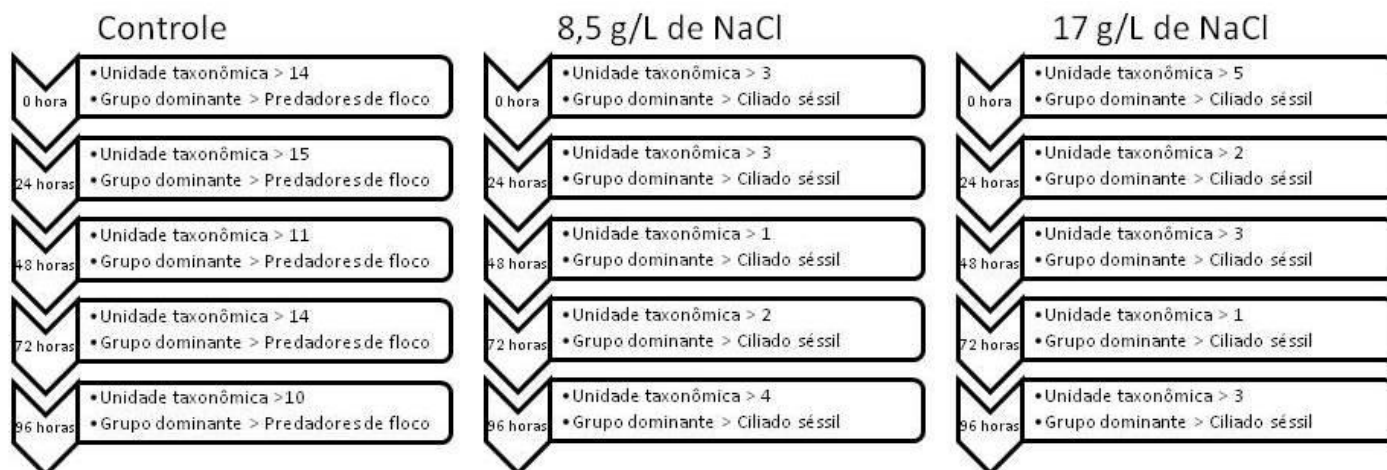 Controle
0 hora
• Unidade taxonômica > 14
• Grupo dominante > Predadores de floco
24 horas
• Unidade taxonômica > 15
• Grupo dominante > Predadores de floco
48 horas
• Unidade taxonômica > 11
• Grupo dominante > Predadores de floco
72 horas
• Unidade taxonômica > 14
• Grupo dominante > Predadores de floco
96 horas
• Unidade taxonômica >10
• Grupo dominante > Predadores de floco
8,5 g/L de NaCl
0 hora
• Unidade taxonômica > 3
• Grupo dominante > Ciliado séssil
24 horas
• Unidade taxonômica > 3
• Grupo dominante > Ciliado séssil
48 horas
• Unidade taxonômica > 1
• Grupo dominante > Ciliado séssil
72 horas
• Unidade taxonômica > 2
• Grupo dominante > Ciliado séssil
96 horas
• Unidade taxonômica > 4
• Grupo dominante > Ciliado séssil
17 g/L de NaCl
0 hora
• Unidade taxonômica > 5
• Grupo dominante > Ciliado séssil
24 horas
• Unidade taxonômica > 2
• Grupo dominante > Ciliado séssil
48 horas
• Unidade taxonômica > 3
• Grupo dominante > Ciliado séssil
72 horas
• Unidade taxonômica > 1
• Grupo dominante > Ciliado séssil
96 horas
• Unidade taxonômica > 3
• Grupo dominante > Ciliado séssil